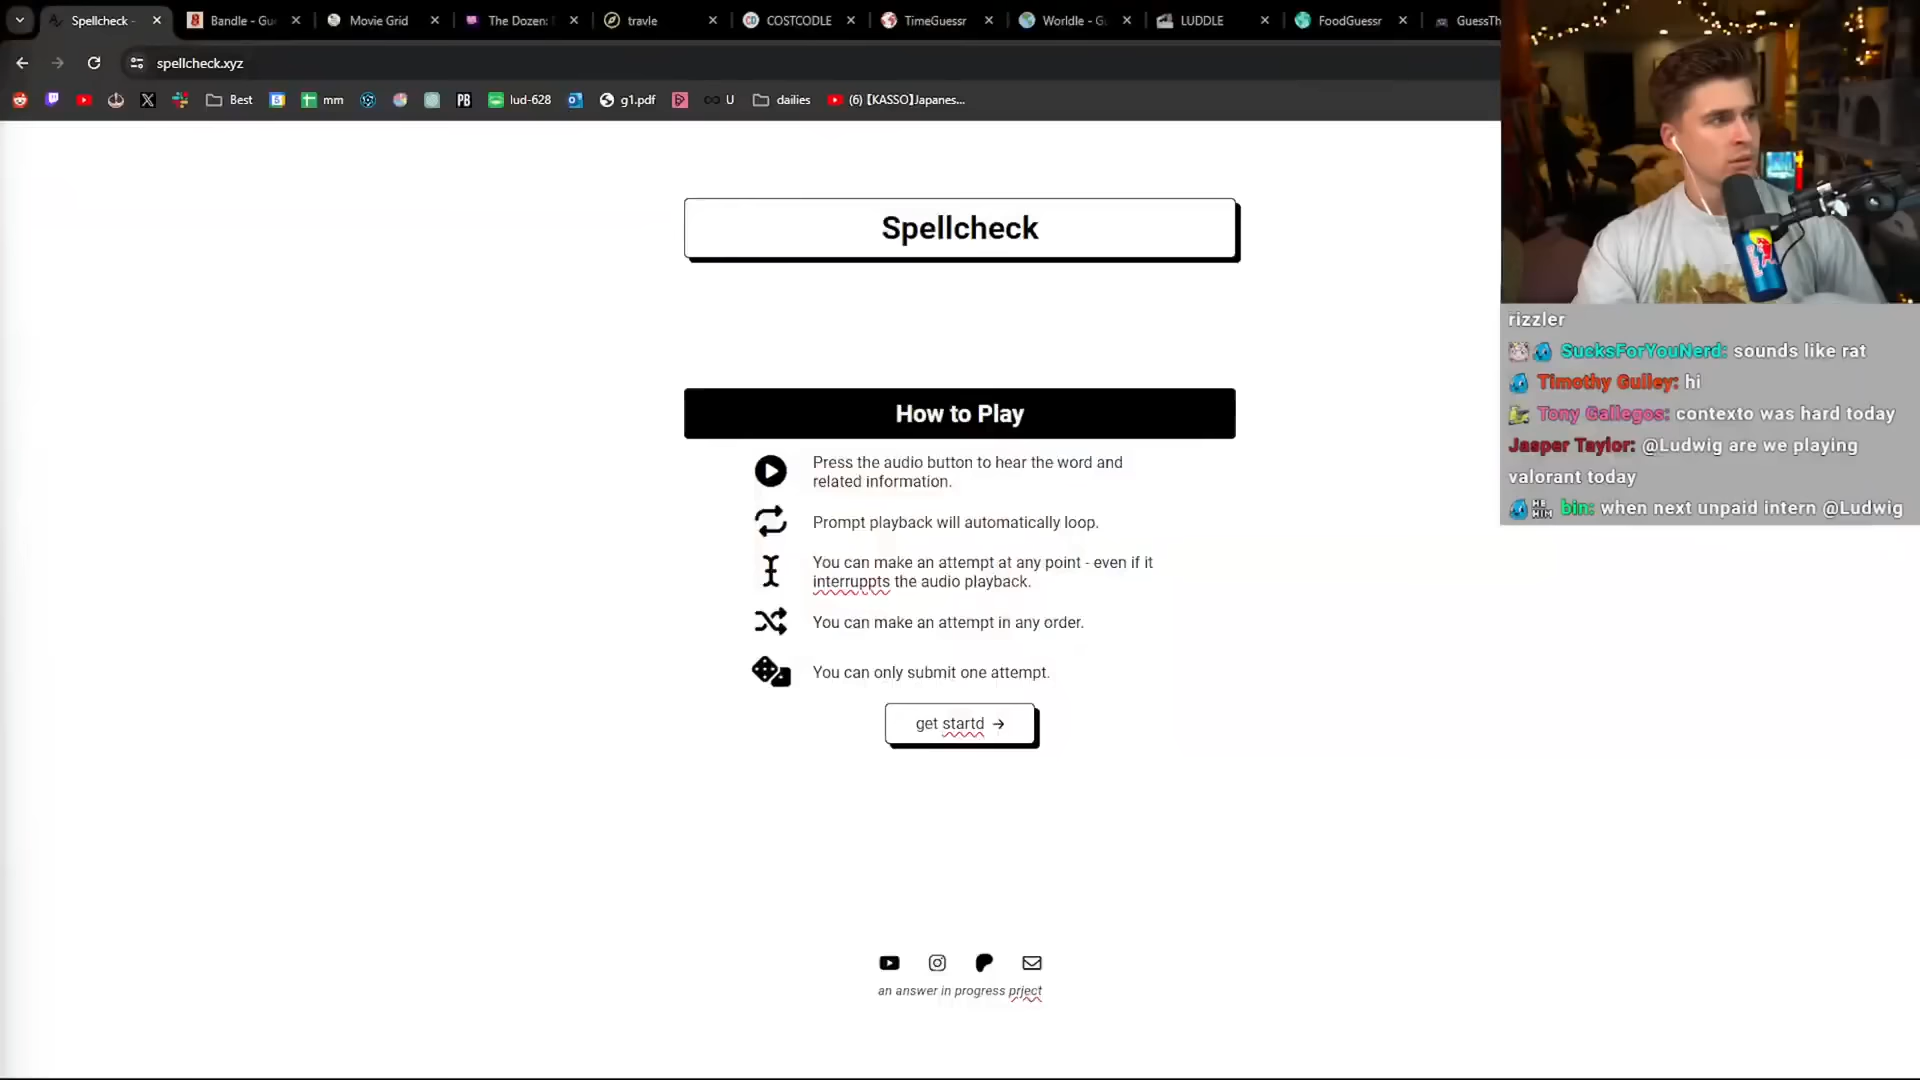 Spellcheck -
Bandle - Gu
Movie Grid
The Dozen:
travle
COSTCODLE
TimeGuessr
Worldle - G
LUDDLE
FoodGuessr
GuessTh
spellcheck.xyz
Best
mm
PB
lud-628
g1.pdf
U
dailies
(6)【KASSO】Japanes...
Spellcheck
How to Play
Press the audio button to hear the word and
related information.
Prompt playback will automatically loop.
You can make an attempt at any point - even if it
interruppts the audio playback.
You can make an attempt in any order.
You can only submit one attempt.
get startd →
an answer in progress prject
rizzler
SucksForYouNerd: sounds like rat
Timothy Gulley: hi
Tony Gallegos: contexto was hard today
Jasper Taylor: @Ludwig are we playing
valorant today
bin: when next unpaid intern @Ludwig